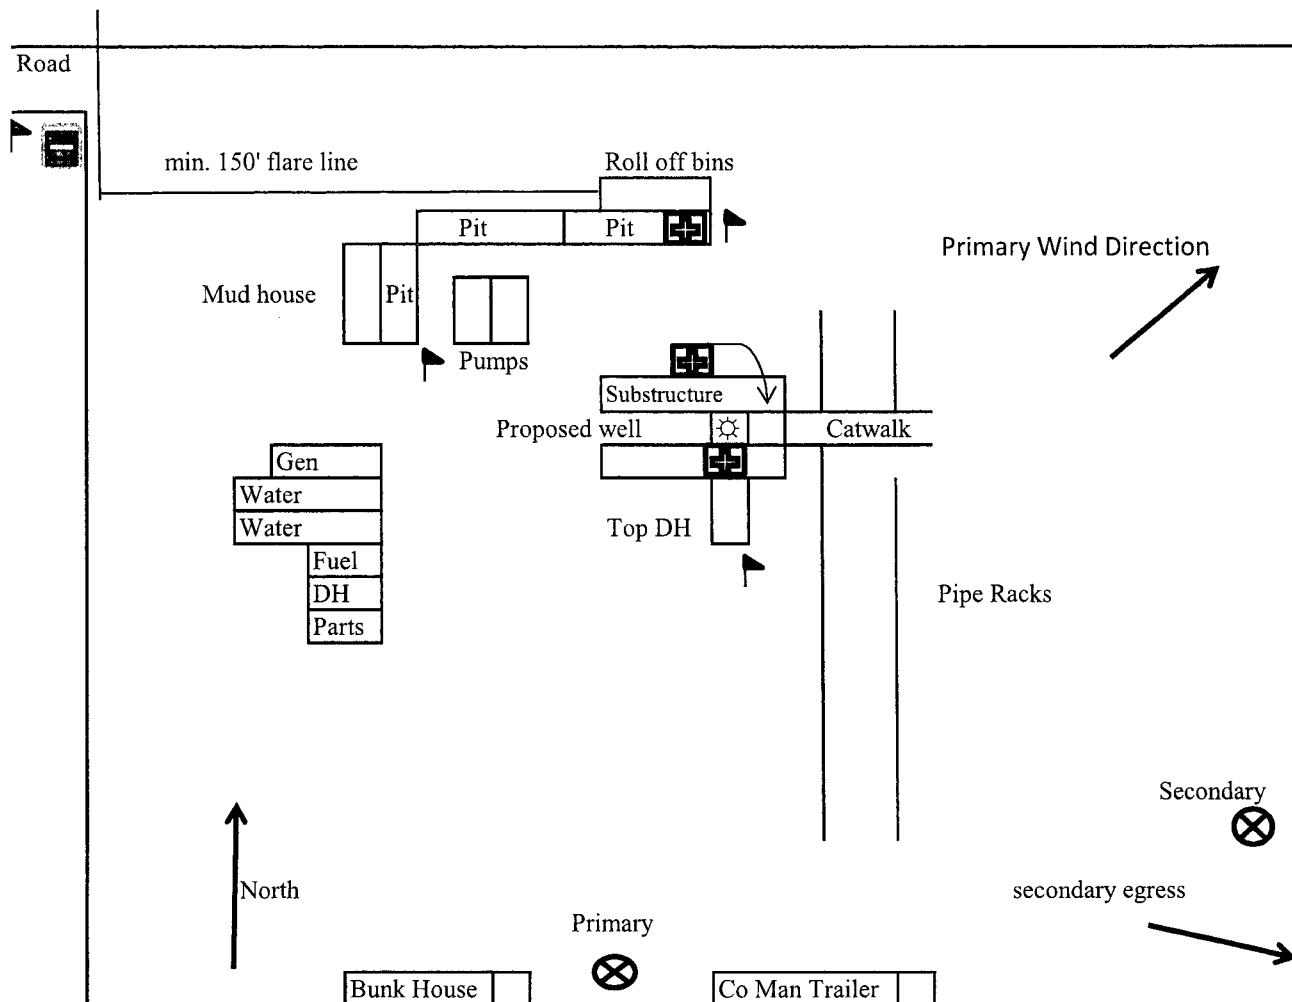 Road
min. 150' flare line
Roll off bins
Pit
Pit
Primary Wind Direction
Mud house
Pit
Pumps
Substructure
Proposed well
Catwalk
Gen
Water
Water
Top DH
Fuel
DH
Pipe Racks
Parts
Secondary
North
secondary egress
Primary
Bunk House
Co Man Trailer